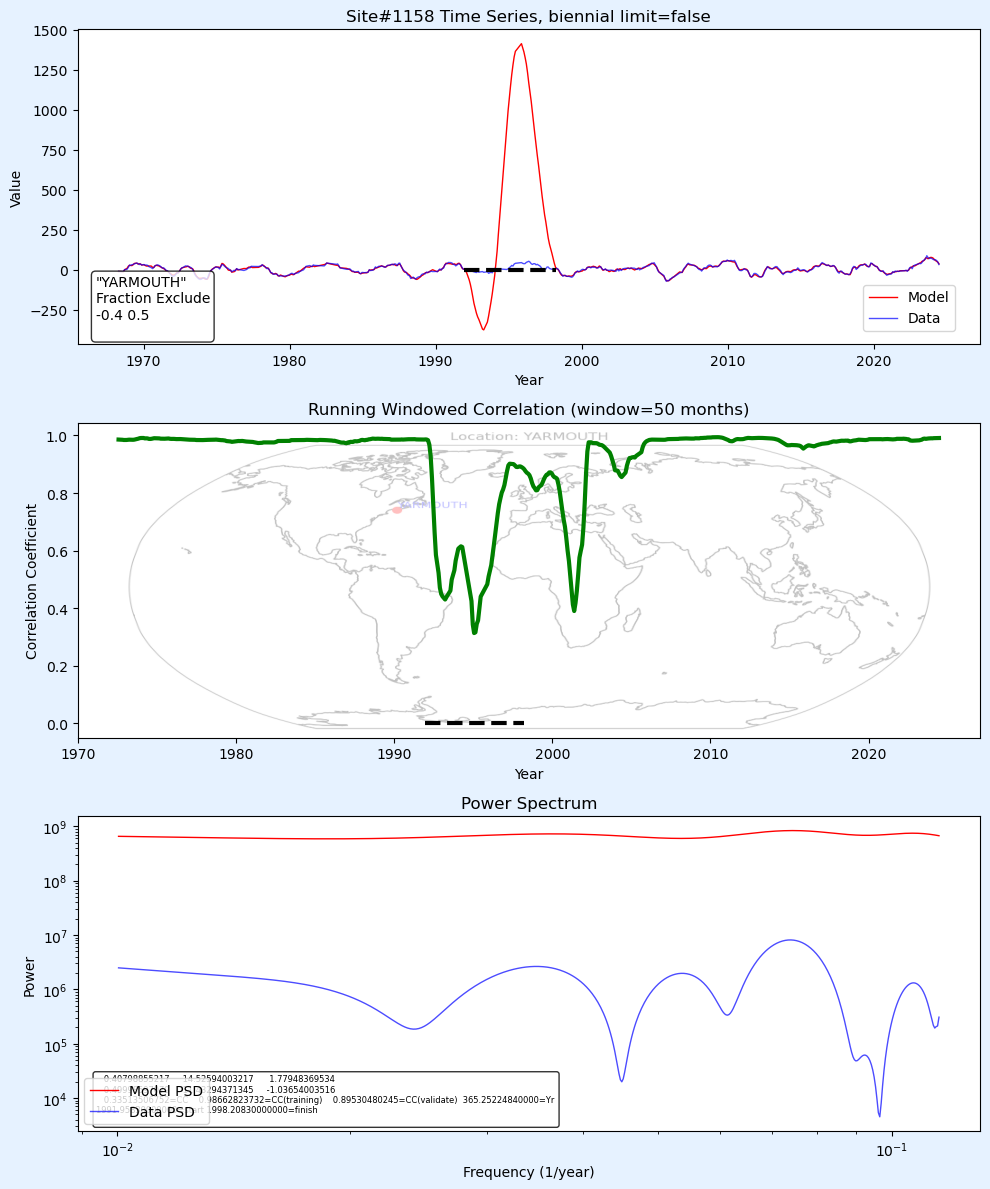 Site#1158 Time Series, biennial limit=false
Value
1500
1250
1000
750
500
250
0
−250
"YARMOUTH"
Fraction Exclude
-0.4 0.5
Model
Data
1970 1980 1990 2000 2010 2020
Year
Running Windowed Correlation (window=50 months)
Location: YARMOUTH
YARMOUTH
Correlation Coefficient
1.0
0.8
0.6
0.4
0.2
0.0
1970 1980 1990 2000 2010 2020
Year
Power Spectrum
Power
10⁹
10⁸
10⁷
10⁶
10⁵
10⁴
14.52594003217 1.77948369534
-1.03654003516
0.33513506752=CC 0.98662823732=CC(training) 0.89530480245=CC(validate) 365.25224840000=Yr
1998.20830000000=finish
Model PSD
Data PSD
10⁻² 10⁻¹
Frequency (1/year)